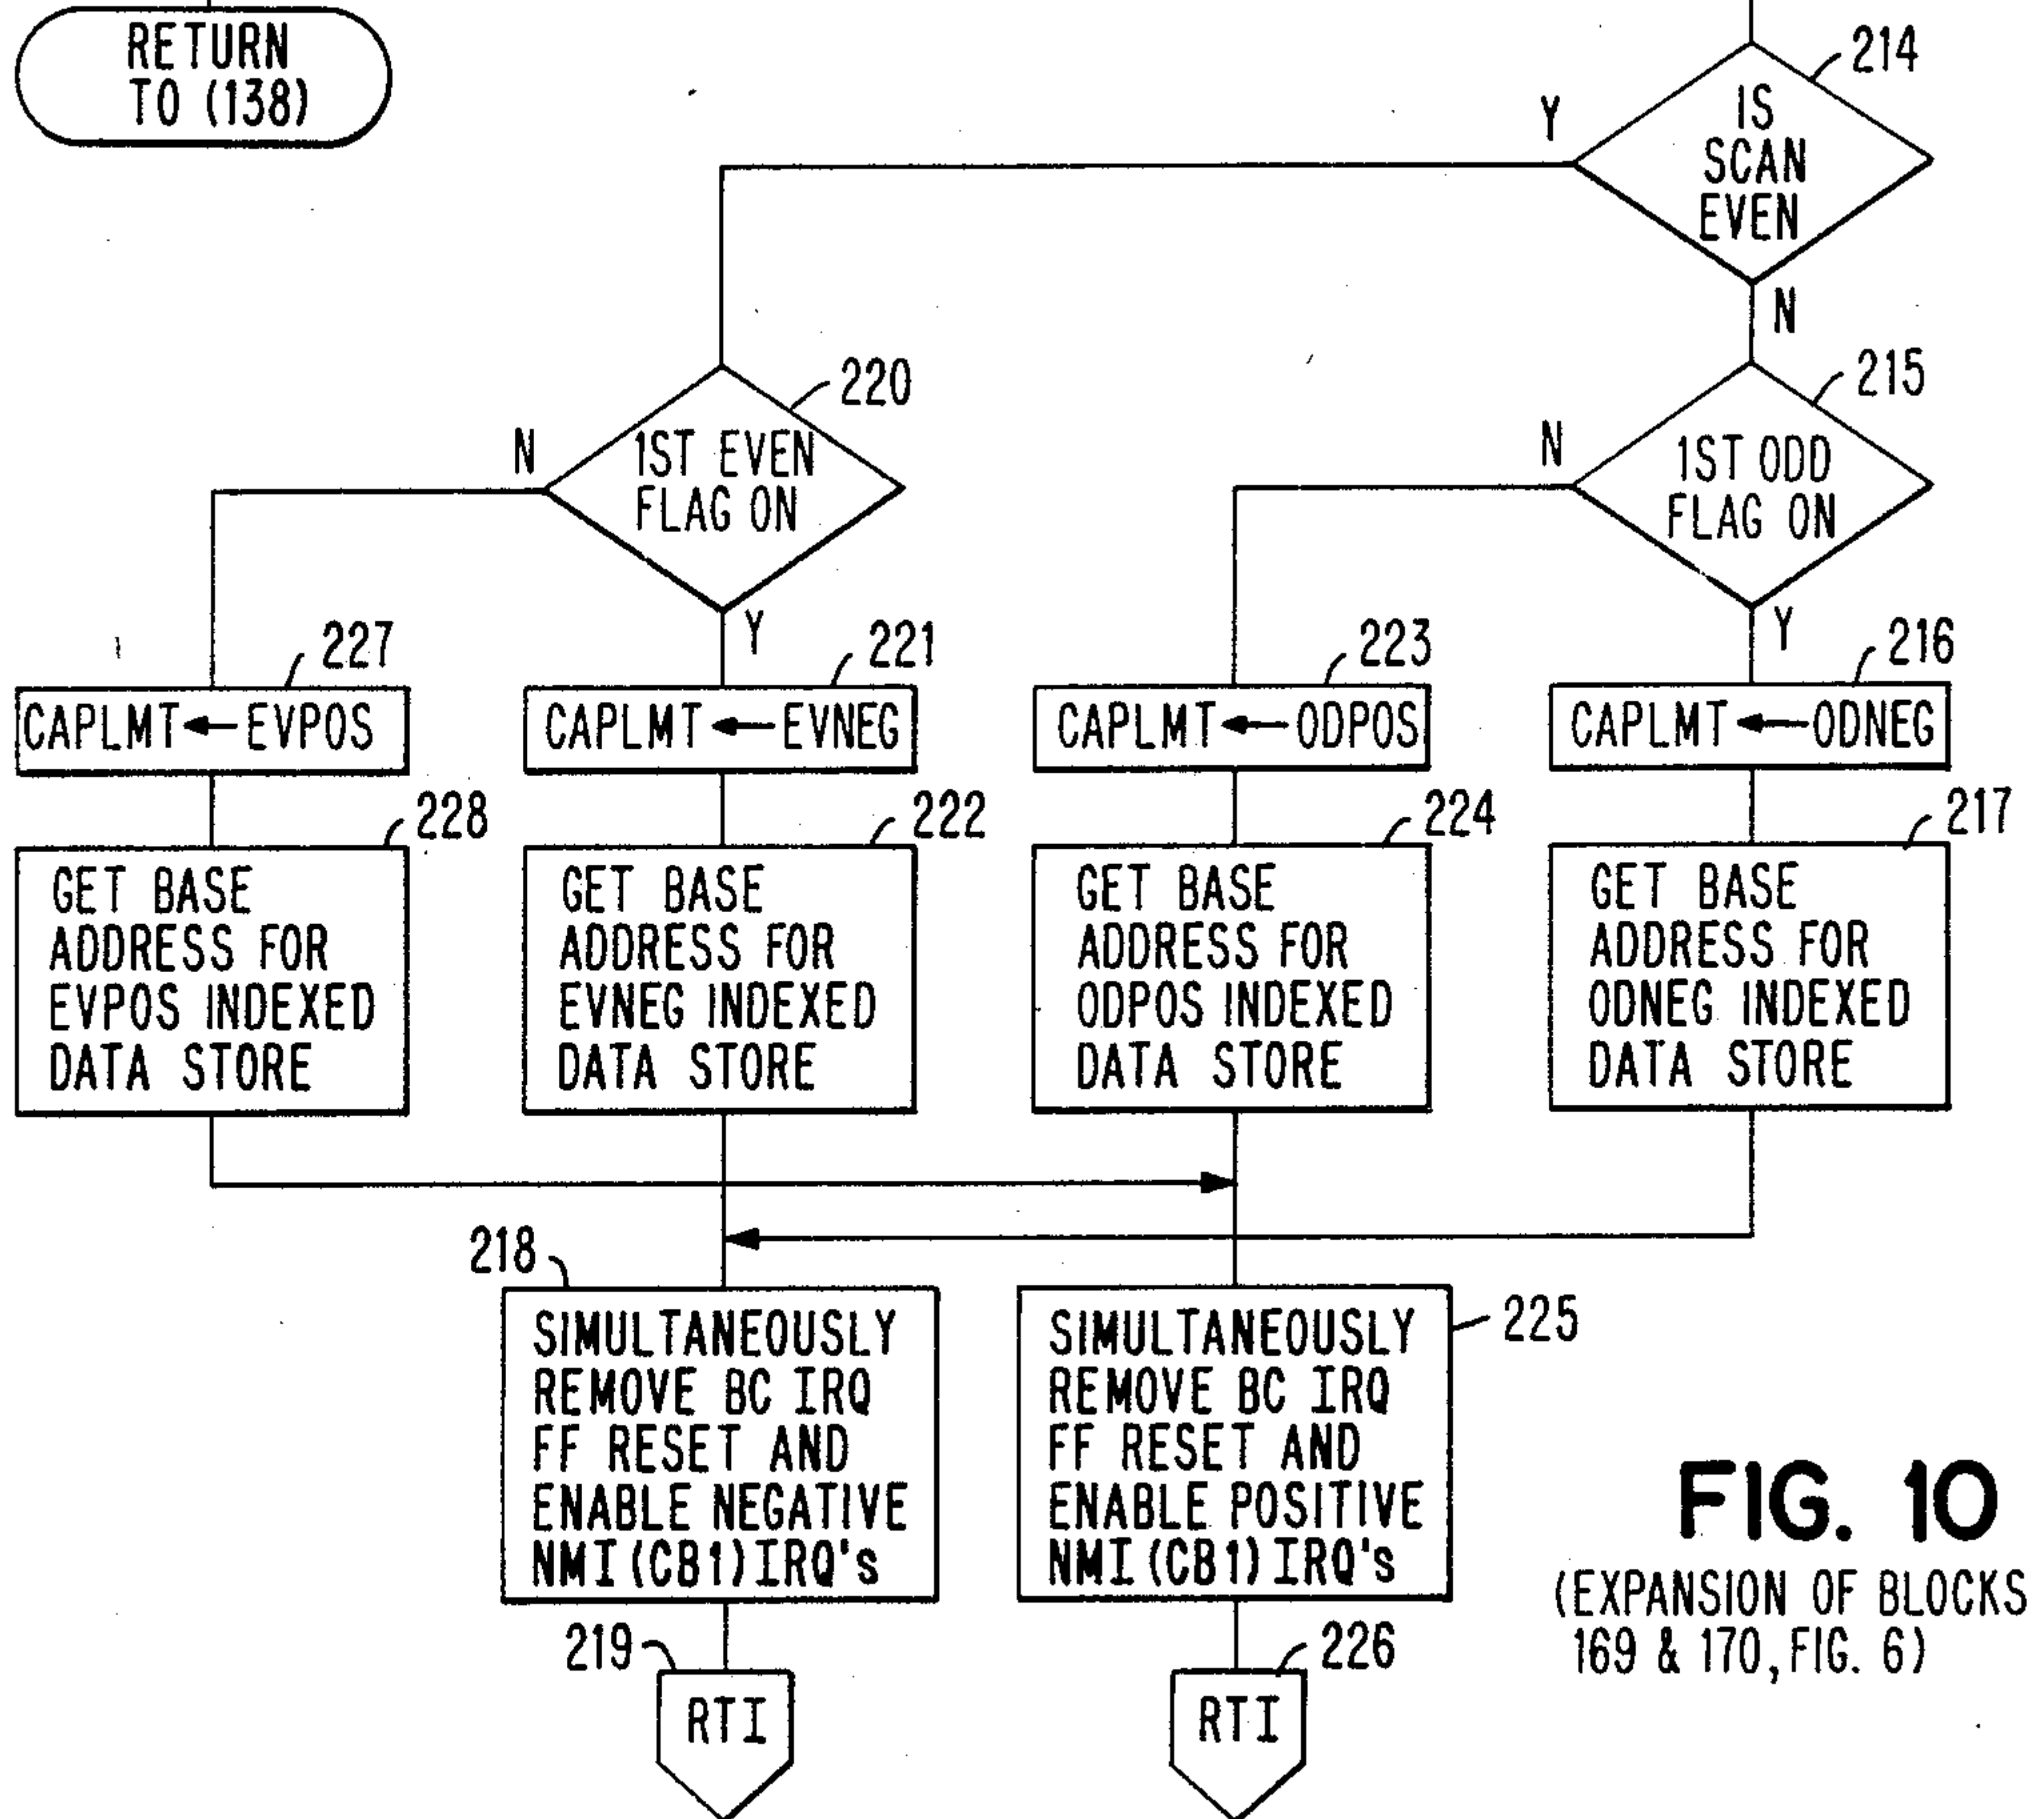 RETURN
TO (138)
214
IS
SCAN
EVEN
Y
N
220
1ST EVEN
FLAG ON
N
Y
215
1ST ODD
FLAG ON
N
Y
227
CAPLMT ← EVPOS
221
CAPLMT ← EVNEG
223
CAPLMT ← ODPOS
216
CAPLMT ← ODNEG
228
GET BASE
ADDRESS FOR
EVPOS INDEXED
DATA STORE
222
GET BASE
ADDRESS FOR
EVNEG INDEXED
DATA STORE
224
GET BASE
ADDRESS FOR
ODPOS INDEXED
DATA STORE
217
GET BASE
ADDRESS FOR
ODNEG INDEXED
DATA STORE
218
SIMULTANEOUSLY
REMOVE BC IRQ
FF RESET AND
ENABLE NEGATIVE
NMI (CB1) IRQ's
225
SIMULTANEOUSLY
REMOVE BC IRQ
FF RESET AND
ENABLE POSITIVE
NMI (CB1) IRQ's
219
RTI
226
RTI
FIG. 10
(EXPANSION OF BLOCKS
169 & 170, FIG. 6)